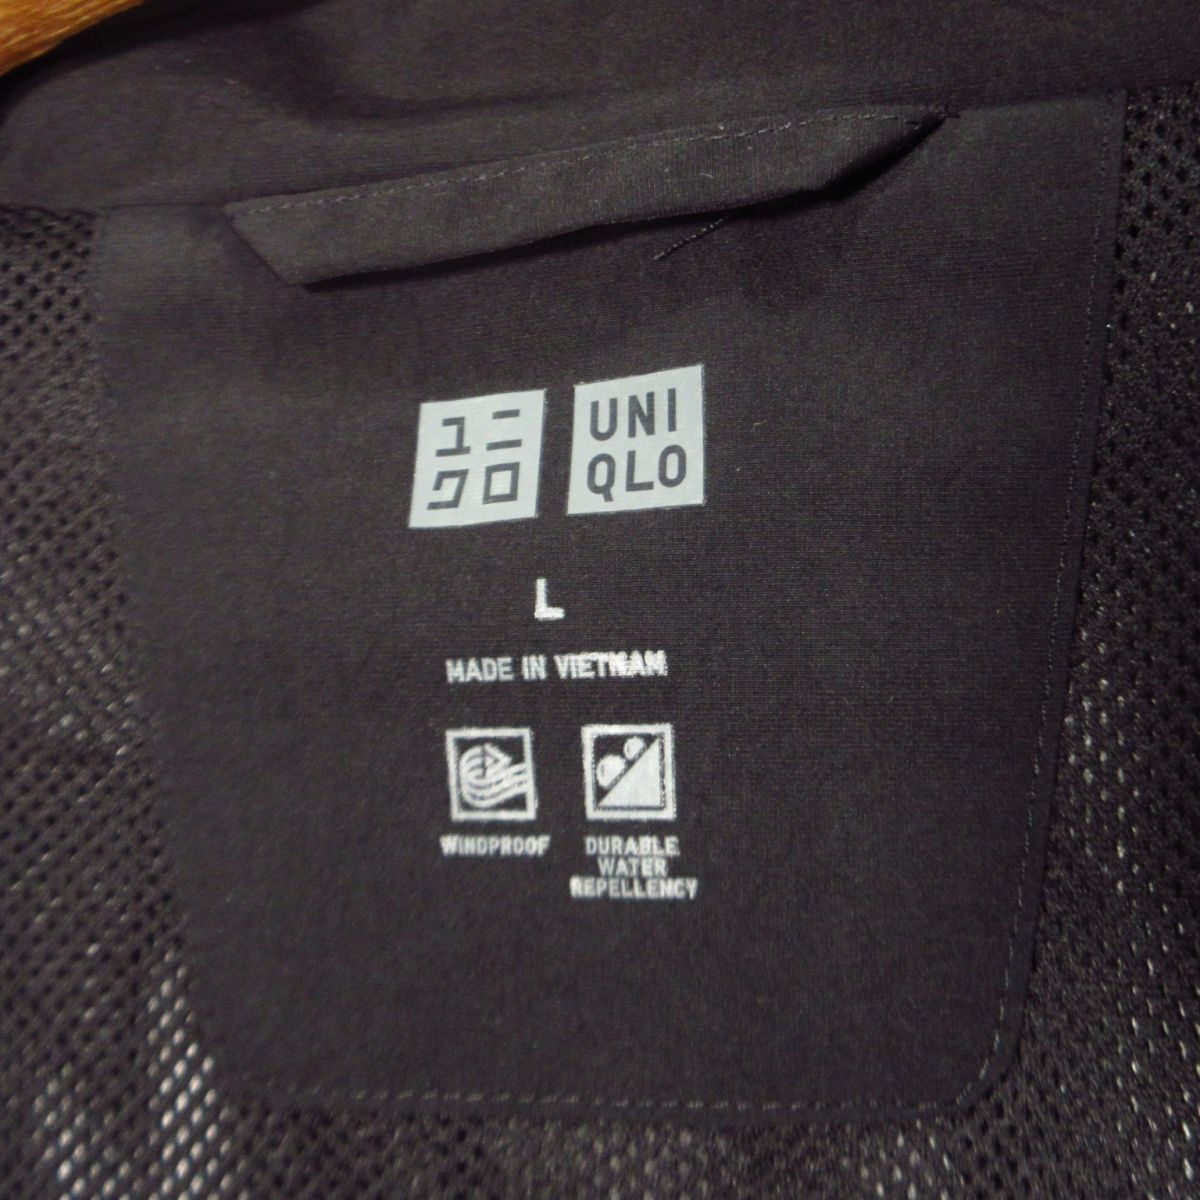 ユニ
クロ
UNI
QLO
L
MADE IN VIETNAM
WINDPROOF
DURABLE
WATER
REPELLENCY